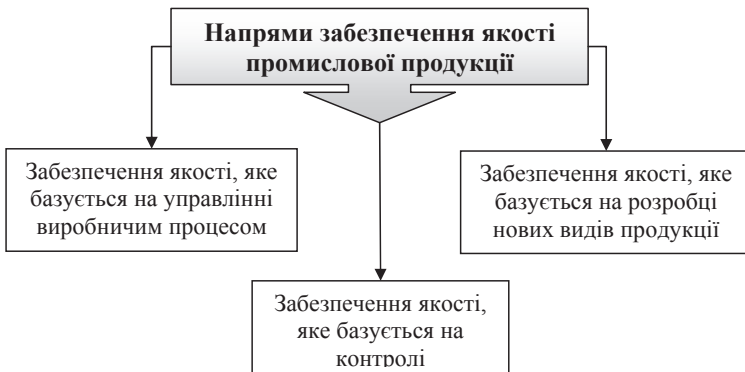 Напрями забезпечення якості
промислової продукції
Забезпечення якості, яке
базується на управлінні
виробничим процесом
Забезпечення якості, яке
базується на розробці
нових видів продукції
Забезпечення якості,
яке базується на
контролі